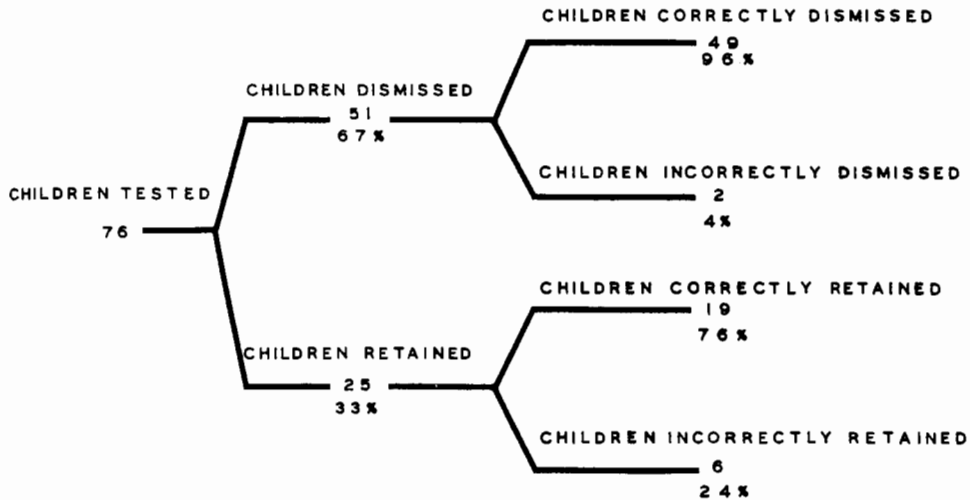 CHILDREN CORRECTLY DISMISSED
49
96%
CHILDREN DISMISSED
51
67%
CHILDREN INCORRECTLY DISMISSED
2
4%
CHILDREN TESTED
76
CHILDREN CORRECTLY RETAINED
19
76%
CHILDREN RETAINED
25
33%
CHILDREN INCORRECTLY RETAINED
6
24%